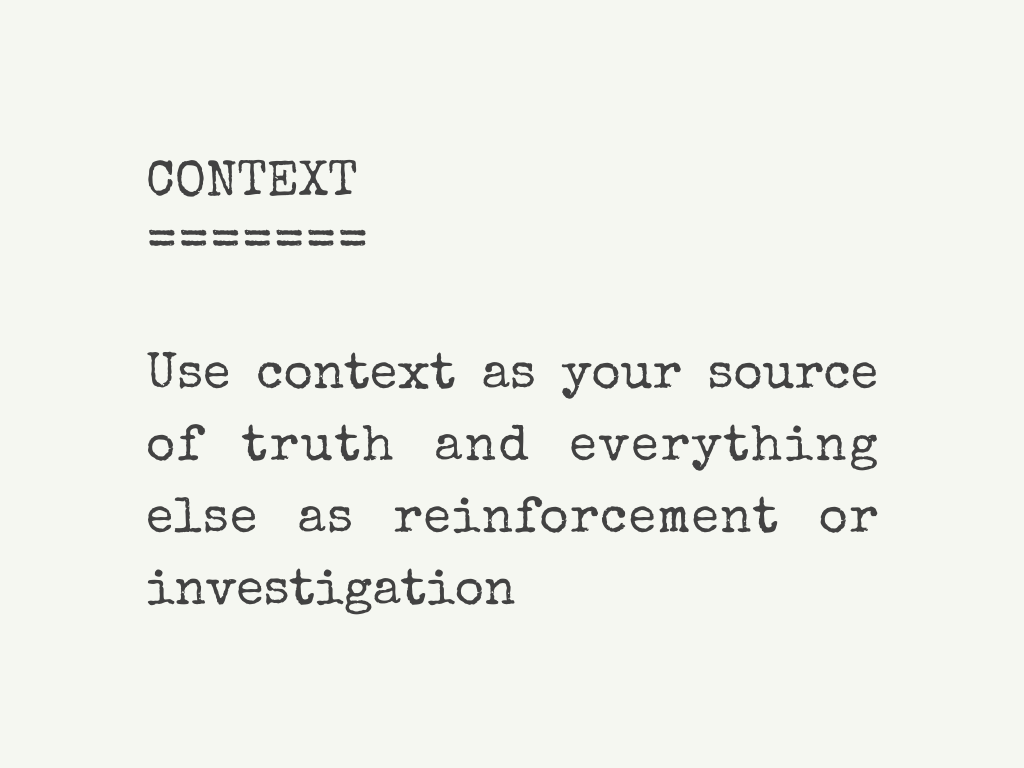 CONTEXT
=======
Use context as your source
of truth and everything
else as reinforcement or
investigation